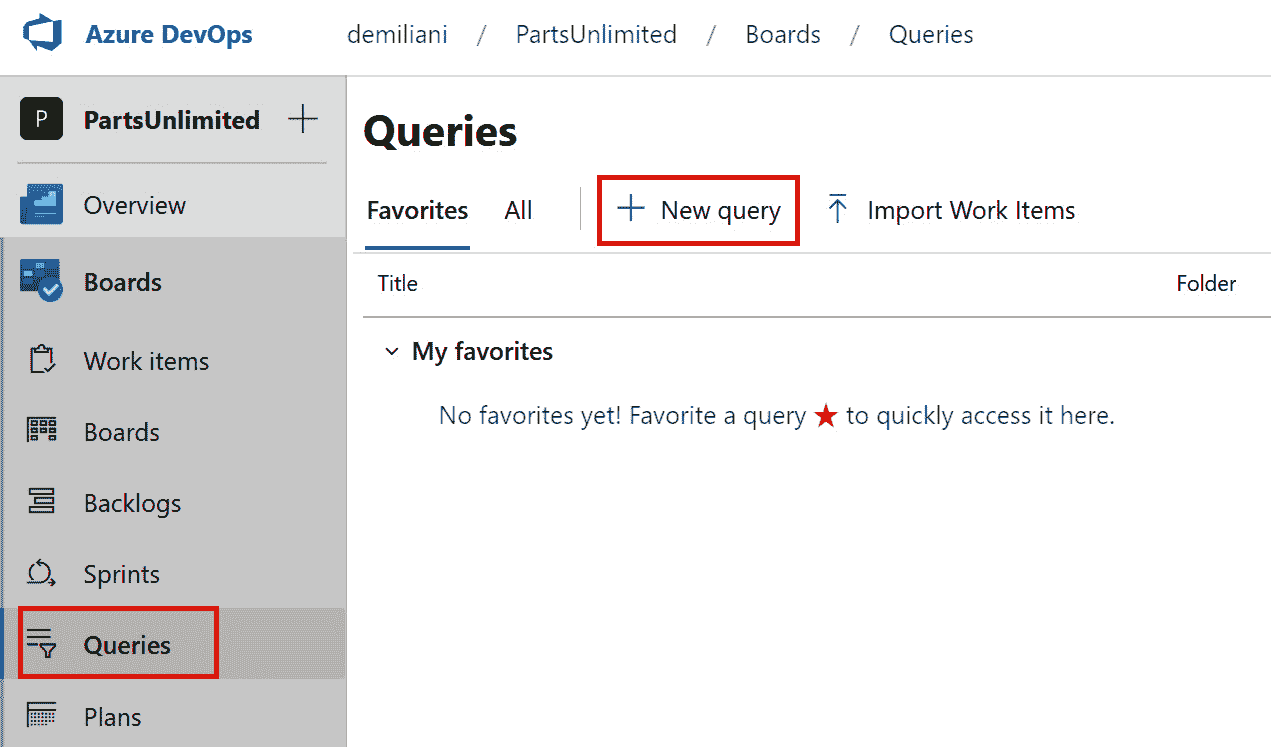 Azure DevOps demiliani / PartsUnlimited / Boards / Queries
P PartsUnlimited +
Overview
Boards
Work items
Boards
Backlogs
Sprints
Queries
Plans
Queries
Favorites All + New query Import Work Items
Title Folder
My favorites
No favorites yet! Favorite a query ★ to quickly access it here.